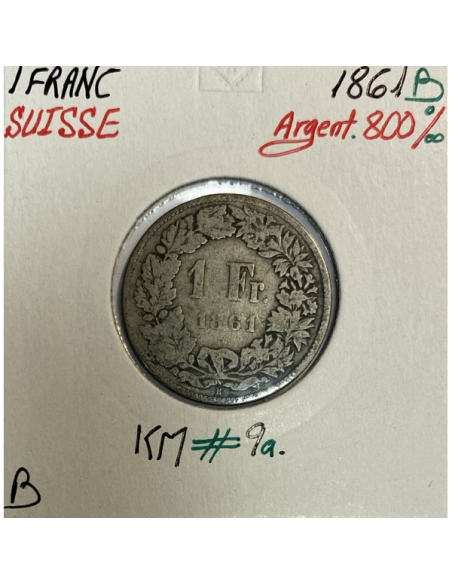 1 FRANC 1861 B
SUISSE Argent. 800‰
1 Fr.
1861
B
KM # 9a.
B